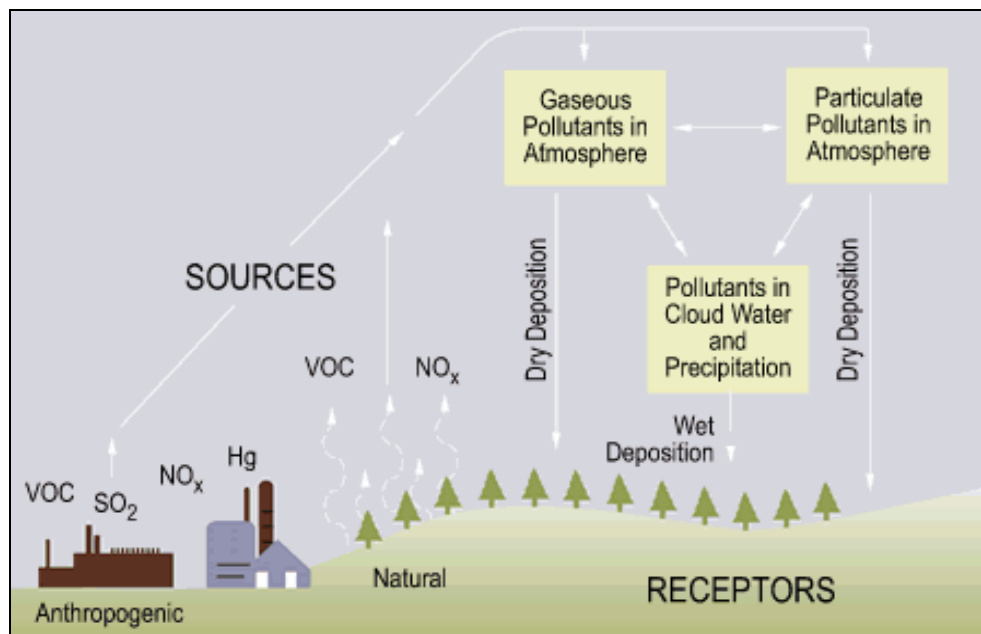 Gaseous
Pollutants in
Atmosphere
Particulate
Pollutants in
Atmosphere
SOURCES
Dry Deposition
Pollutants in
Cloud Water
and
Precipitation
Dry Deposition
VOC
NOx
Wet
Deposition
Hg
VOC
SO2
NOx
Natural
RECEPTORS
Anthropogenic